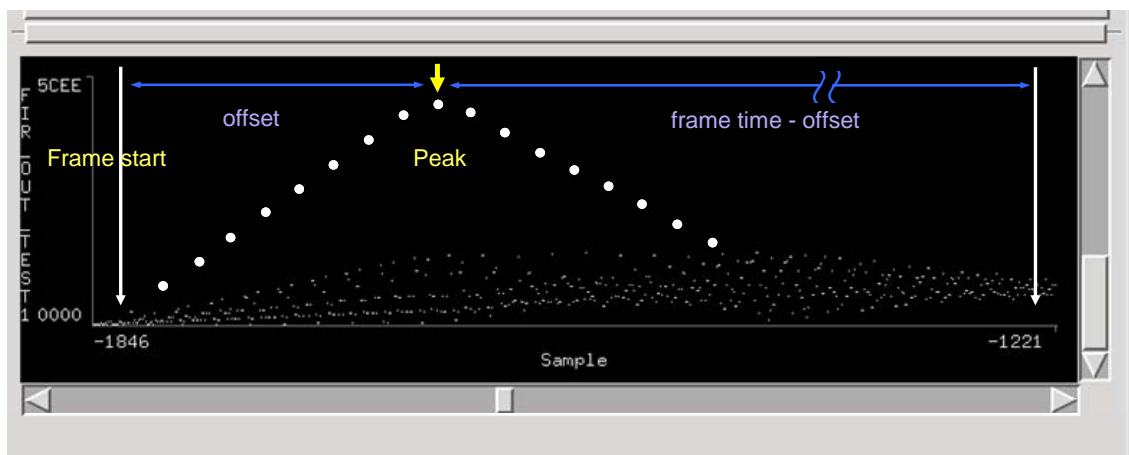 5CEE
FIR_OUT_TEST1
offset
frame time - offset
Frame start
Peak
0000
-1846
-1221
Sample